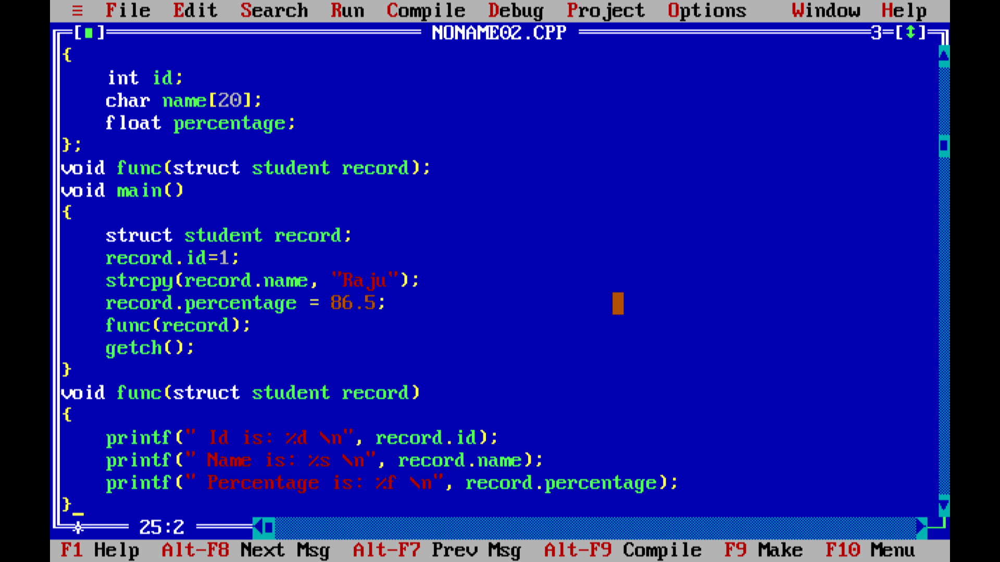 ≡ File Edit Search Run Compile Debug Project Options Window Help
[■] NONAME02.CPP 3=[↕]
{
int id;
char name[20];
float percentage;
};
void func(struct student record);
void main()
{
struct student record;
record.id=1;
strcpy(record.name, "Raju");
record.percentage = 86.5;
func(record);
getch();
}
void func(struct student record)
{
printf(" Id is: %d \n", record.id);
printf(" Name is: %s \n", record.name);
printf(" Percentage is: %f \n", record.percentage);
}_
25:2
F1 Help Alt-F8 Next Msg Alt-F7 Prev Msg Alt-F9 Compile F9 Make F10 Menu